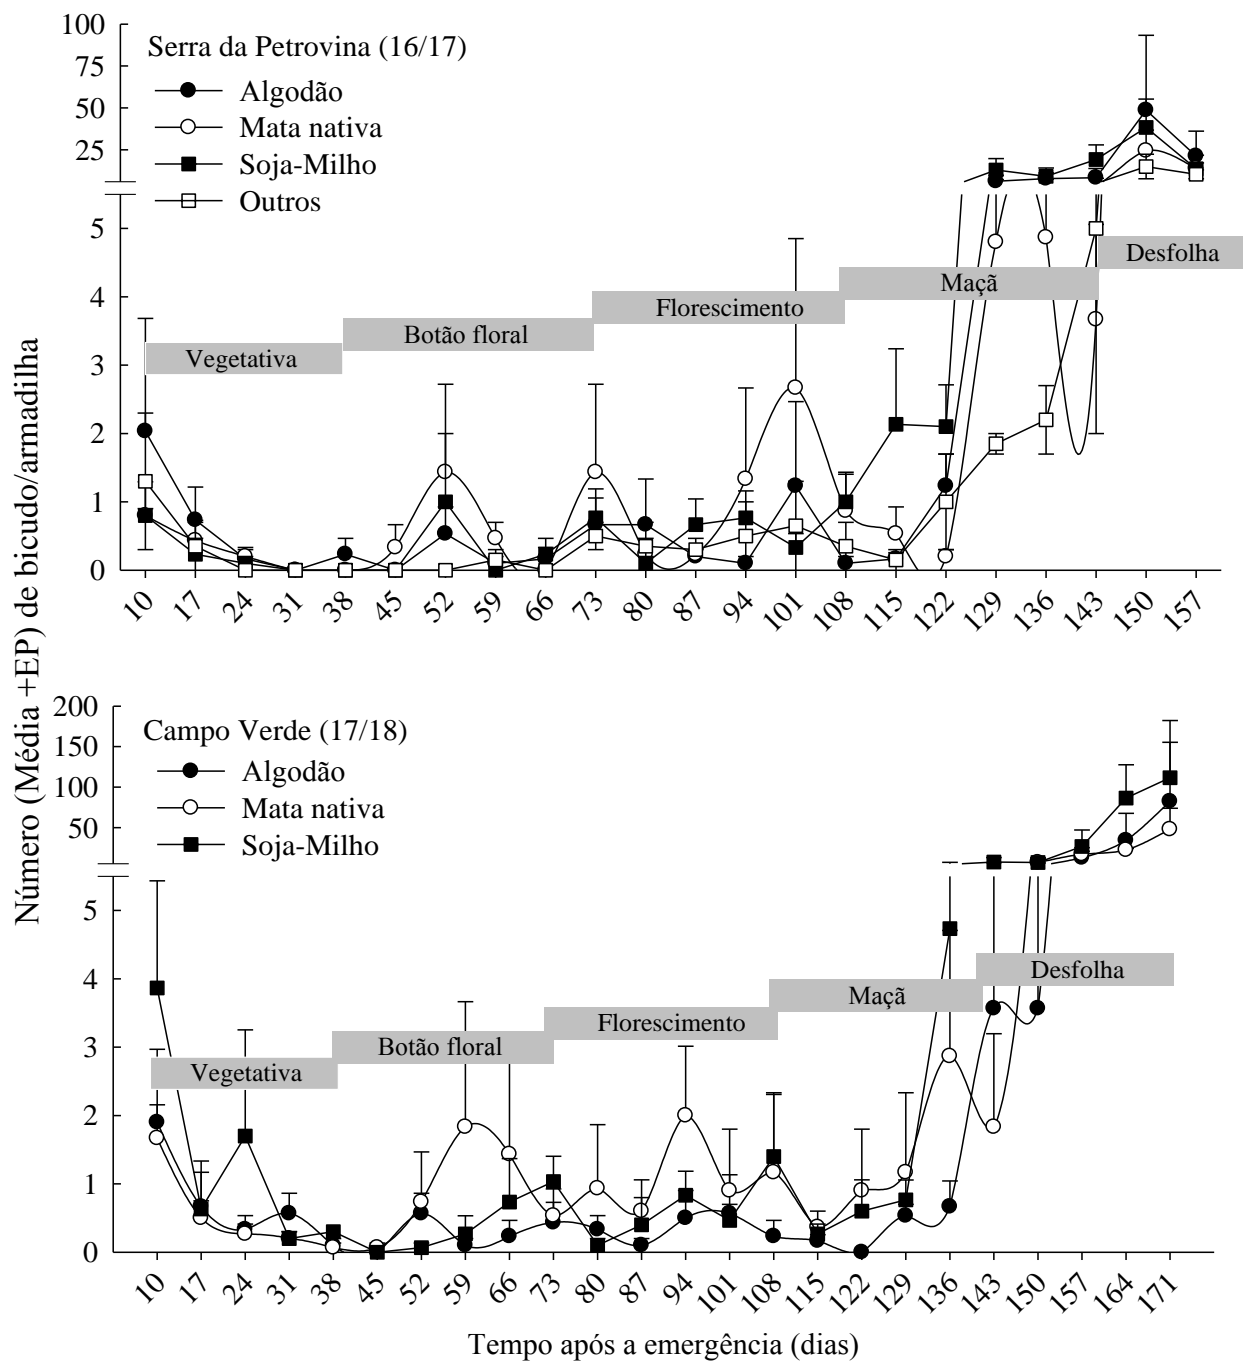 Número (Média +EP) de bicudo/armadilha
100
75
50
25
5
4
3
2
1
0
Serra da Petrovina (16/17)
Algodão
Mata nativa
Soja-Milho
Outros
Vegetativa
Botão floral
Florescimento
Maçã
Desfolha
10 17 24 31 38 45 52 59 66 73 80 87 94 101 108 115 122 129 136 143 150 157
200
150
100
50
5
4
3
2
1
0
Campo Verde (17/18)
Algodão
Mata nativa
Soja-Milho
Vegetativa
Botão floral
Florescimento
Maçã
Desfolha
10 17 24 31 38 45 52 59 66 73 80 87 94 101 108 115 122 129 136 143 150 157 164 171
Tempo após a emergência (dias)